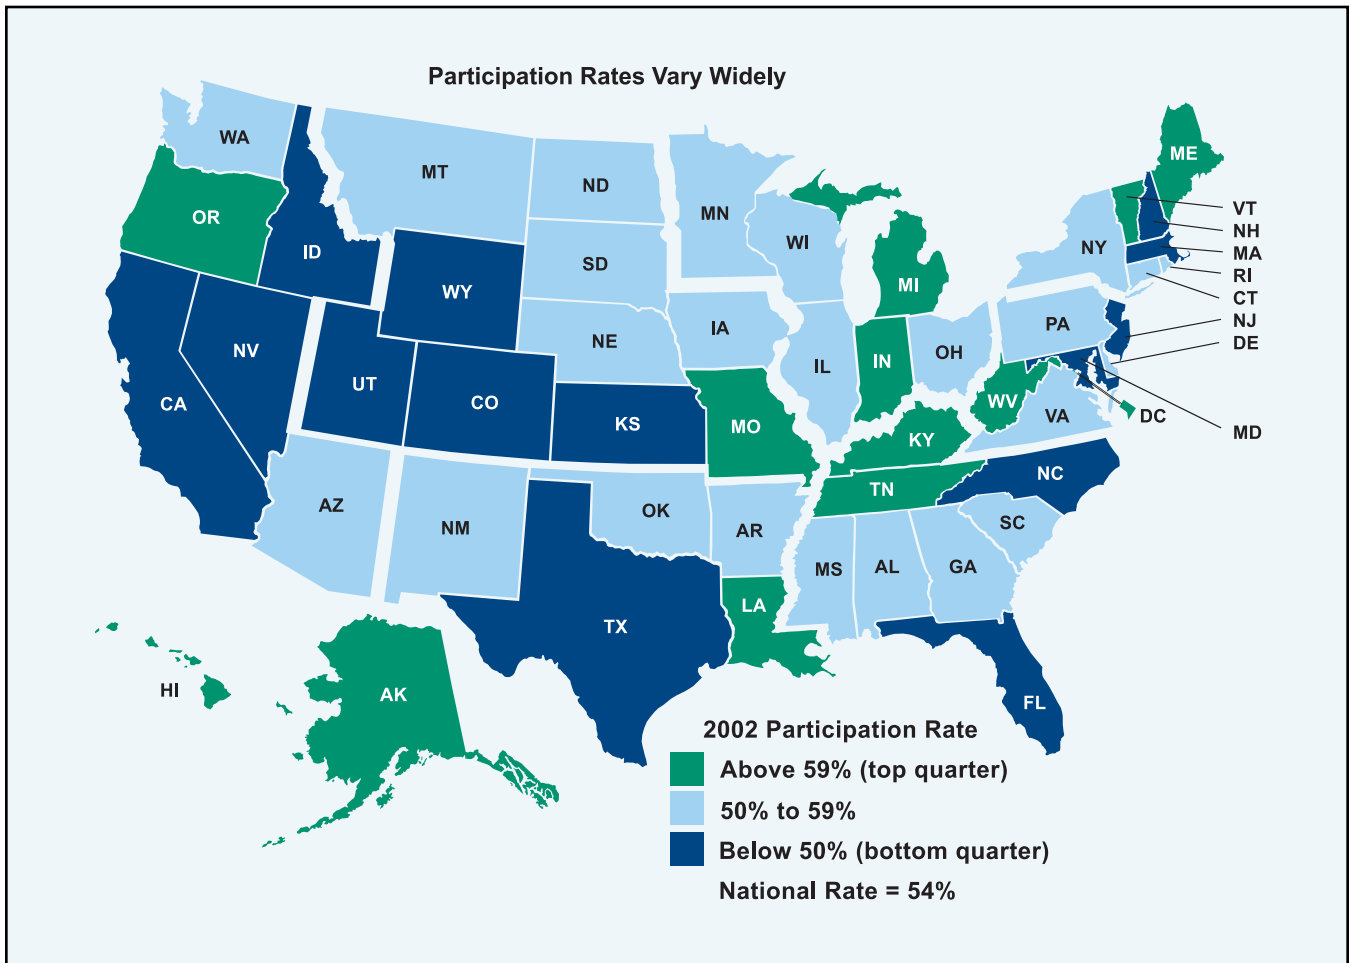 Participation Rates Vary Widely
WA
MT
ND
MN
ME
OR
ID
SD
WI
MI
NY
VT
NH
MA
RI
CT
NJ
DE
DC
MD
WY
NE
IA
PA
NV
UT
CO
CA
KS
MO
IL
IN
OH
WV
VA
KY
NC
TN
AZ
NM
OK
AR
SC
MS
AL
GA
TX
LA
FL
HI
AK
2002 Participation Rate
Above 59% (top quarter)
50% to 59%
Below 50% (bottom quarter)
National Rate = 54%